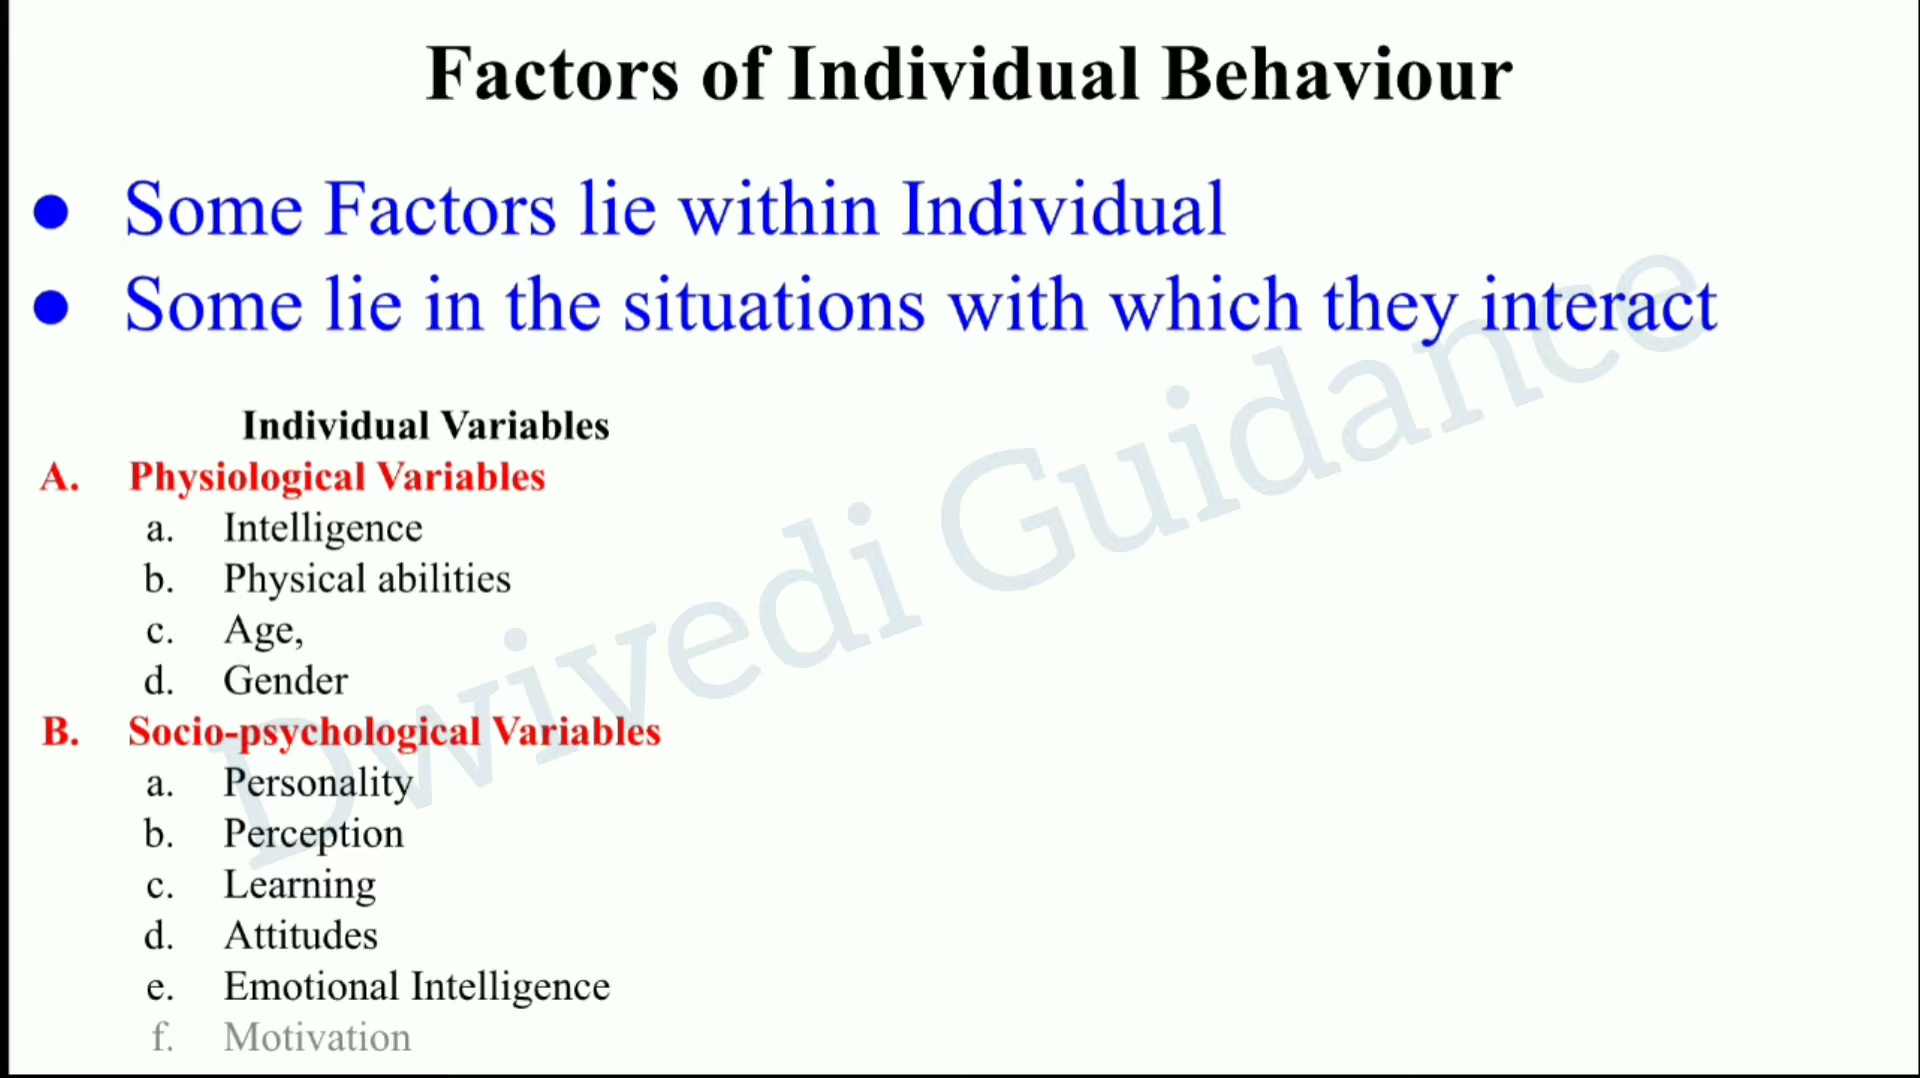 Factors of Individual Behaviour
● Some Factors lie within Individual
● Some lie in the situations with which they interact
Individual Variables
A. Physiological Variables
a. Intelligence
b. Physical abilities
c. Age,
d. Gender
B. Socio-psychological Variables
a. Personality
b. Perception
c. Learning
d. Attitudes
e. Emotional Intelligence
f. Motivation
Dwivedi Guidance